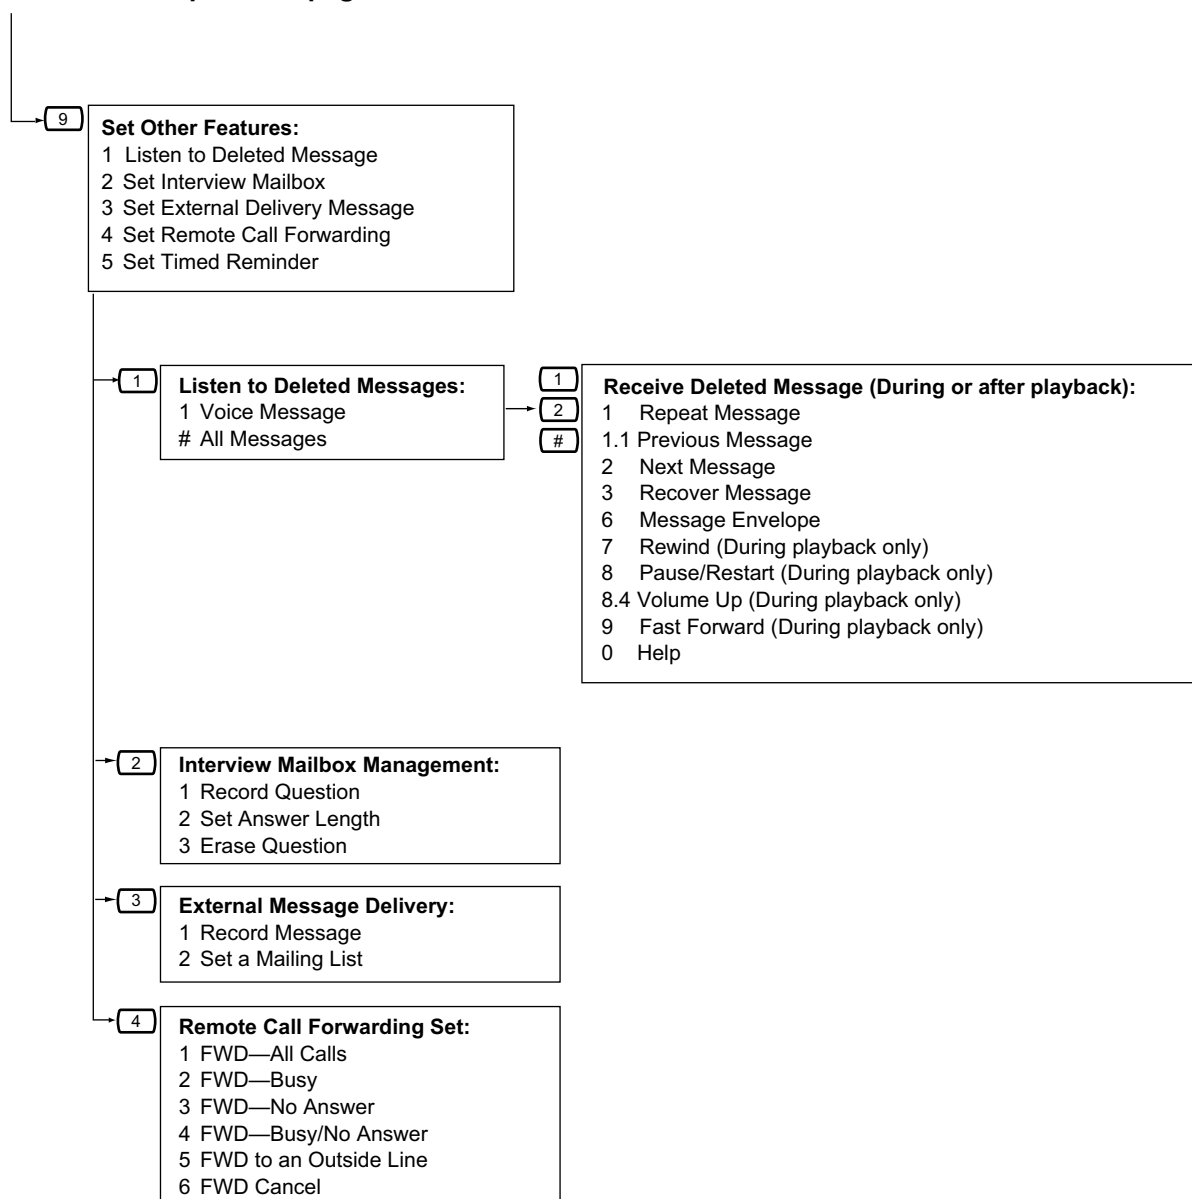 9
Set Other Features:
1 Listen to Deleted Message
2 Set Interview Mailbox
3 Set External Delivery Message
4 Set Remote Call Forwarding
5 Set Timed Reminder
1
Listen to Deleted Messages:
1 Voice Message
# All Messages
1
2
#
Receive Deleted Message (During or after playback):
1 Repeat Message
1.1 Previous Message
2 Next Message
3 Recover Message
6 Message Envelope
7 Rewind (During playback only)
8 Pause/Restart (During playback only)
8.4 Volume Up (During playback only)
9 Fast Forward (During playback only)
0 Help
2
Interview Mailbox Management:
1 Record Question
2 Set Answer Length
3 Erase Question
3
External Message Delivery:
1 Record Message
2 Set a Mailing List
4
Remote Call Forwarding Set:
1 FWD—All Calls
2 FWD—Busy
3 FWD—No Answer
4 FWD—Busy/No Answer
5 FWD to an Outside Line
6 FWD Cancel